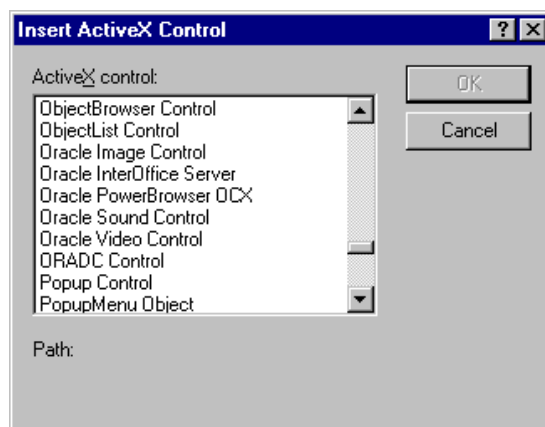 Insert ActiveX Control
ActiveX control:
ObjectBrowser Control
ObjectList Control
Oracle Image Control
Oracle InterOffice Server
Oracle PowerBrowser OCX
Oracle Sound Control
Oracle Video Control
ORADC Control
Popup Control
PopupMenu Object
OK
Cancel
Path: